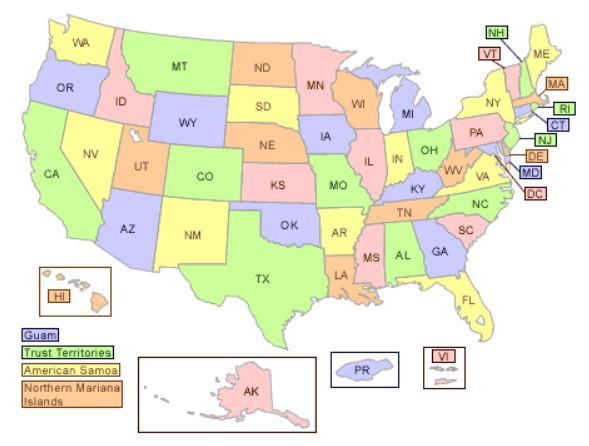 NH
WA
VT
ME
MT
ND
MN
OR
MA
ID
SD
WI
NY
RI
WY
MI
CT
IA
PA
NE
NJ
NV
OH
UT
IL
IN
DE
CA
CO
WV
VA
MD
KS
MO
KY
DC
NC
TN
OK
AZ
NM
AR
SC
MS
AL
GA
TX
LA
HI
FL
Guam
Trust Territories
American Samoa
Northern Mariana
Islands
VI
PR
AK